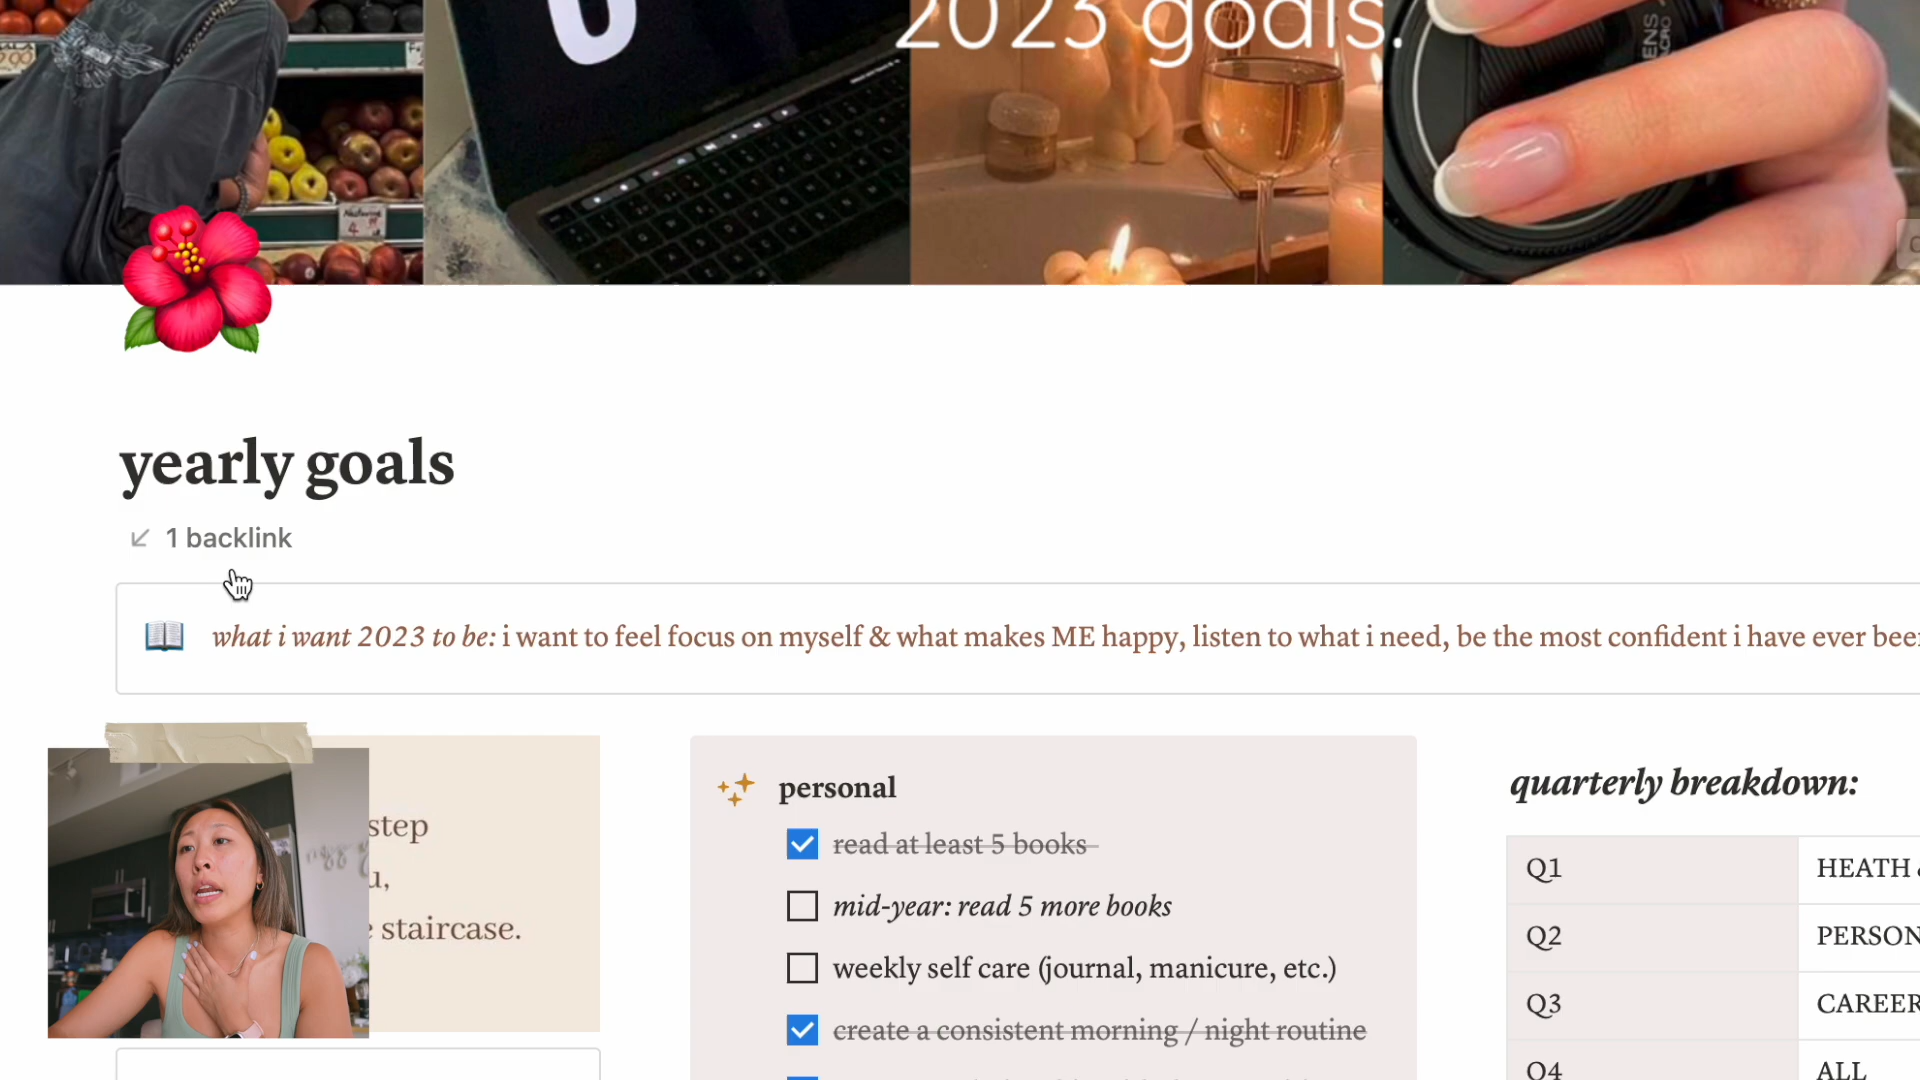 2023 goals.
yearly goals
1 backlink
what i want 2023 to be: i want to feel focus on myself & what makes ME happy, listen to what i need, be the most confident i have ever
step
staircase.
personal
read at least 5 books
mid-year: read 5 more books
weekly self care (journal, manicure, etc.)
create a consistent morning / night routine
quarterly breakdown:
Q1 HEATH
Q2 PERSON
Q3 CAREER
Q4 ALL